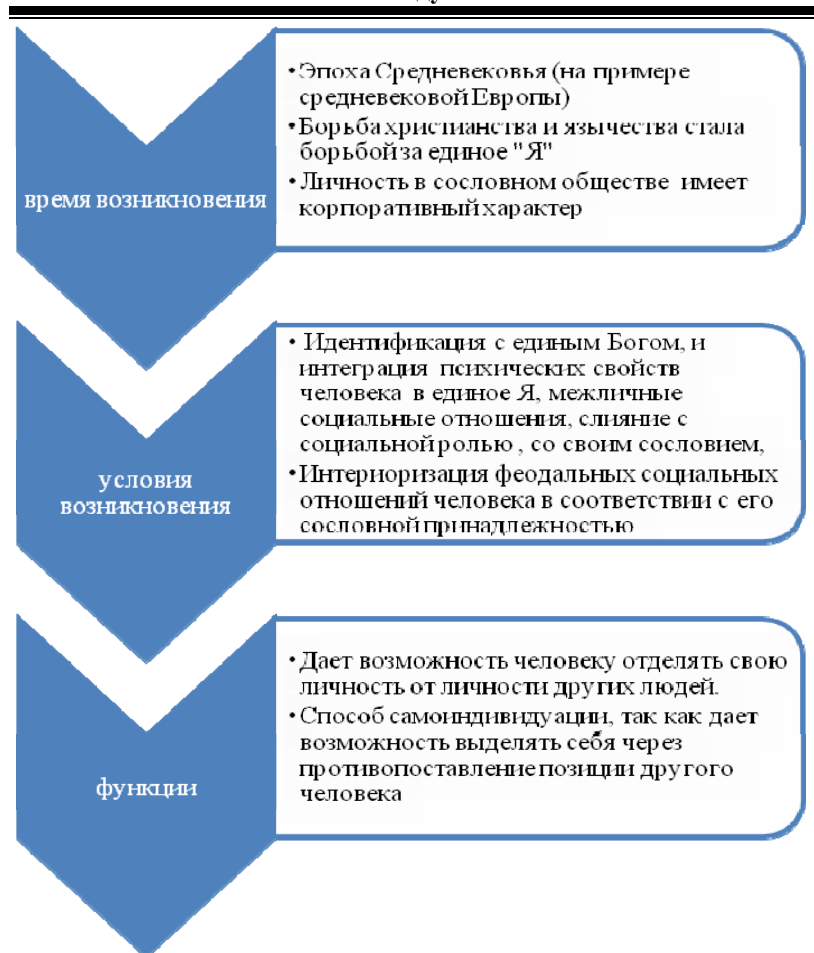 время возникновения
•Эпоха Средневековья (на примере
средневековой Европы)
•Борьба христианства и язычества стала
борьбой за единое "Я"
•Личность в сословном обществе имеет
корпоративный характер
условия
возникновения
• Идентификация с единым Богом, и
интеграция психических свойств
человека в единое Я, межличные
социальные отношения, слияние с
социальной ролью , со своим сословием,
•Интериоризация феодальных социальных
отношений человека в соответствии с его
сословной принадлежностью
функции
•Дает возможность человеку отделять свою
личность от личности других людей.
•Способ самоиндивидуации, так как дает
возможность выделять себя через
противопоставление позиции другого
человека